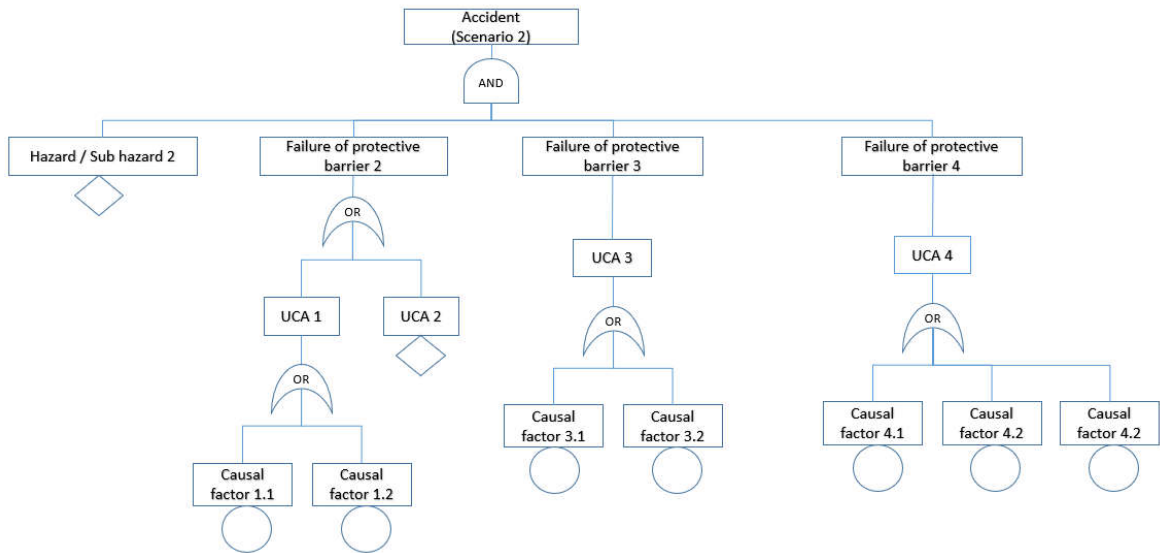 Accident
(Scenario 2)
AND
Hazard / Sub hazard 2
Failure of protective
barrier 2
Failure of protective
barrier 3
Failure of protective
barrier 4
OR
UCA 3
UCA 4
UCA 1
UCA 2
OR
OR
OR
Causal
factor 3.1
Causal
factor 3.2
Causal
factor 4.1
Causal
factor 4.2
Causal
factor 4.2
Causal
factor 1.1
Causal
factor 1.2